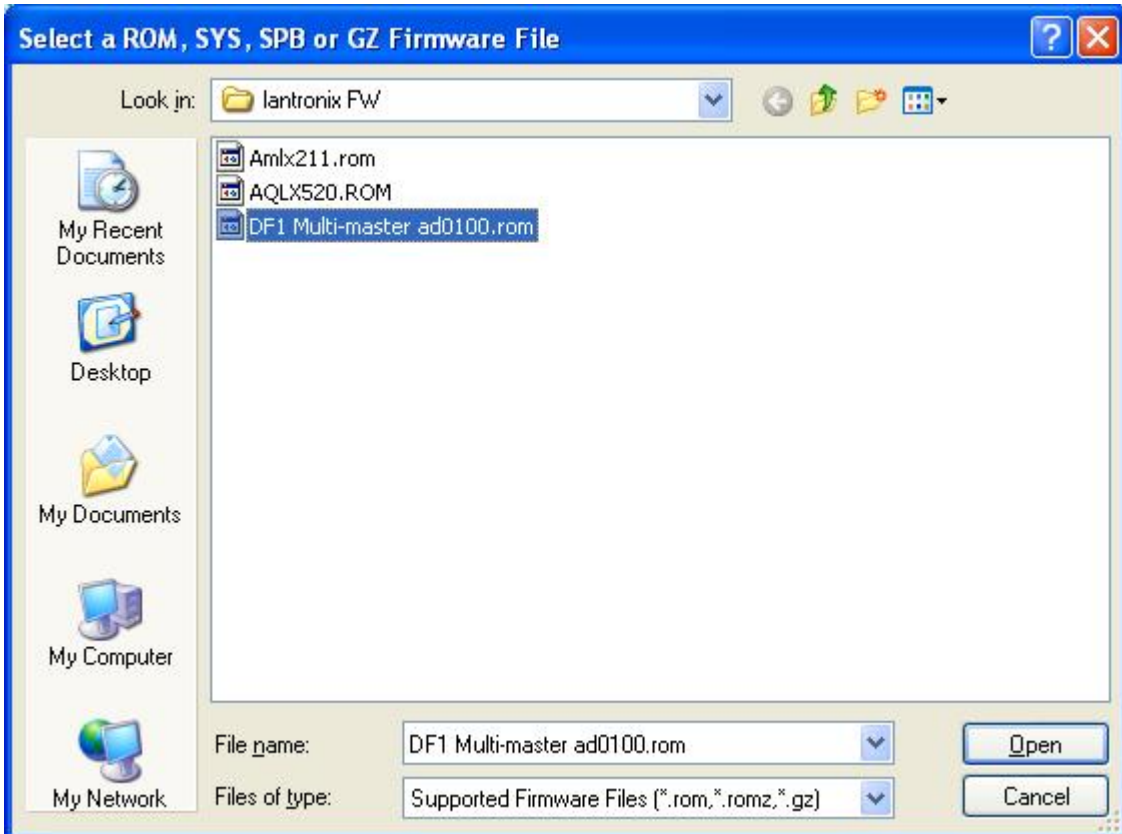 Select a ROM, SYS, SPB or GZ Firmware File
Look in:
lantronix FW
Amlx211.rom
AQLX520.ROM
DF1 Multi-master ad0100.rom
My Recent
Documents
Desktop
My Documents
My Computer
My Network
File name:
DF1 Multi-master ad0100.rom
Open
Files of type:
Supported Firmware Files (*.rom,*.romz,*.gz)
Cancel